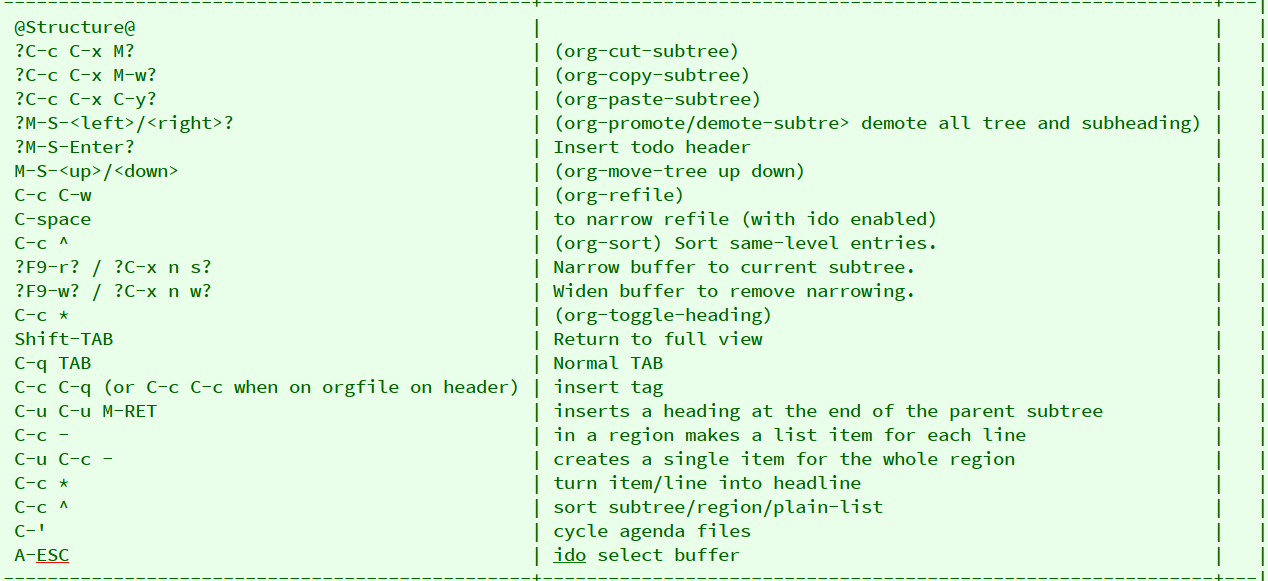 @Structure@ | | |
?C-c C-x M? | (org-cut-subtree) | |
?C-c C-x M-w? | (org-copy-subtree) | |
?C-c C-x C-y? | (org-paste-subtree) | |
?M-S-<left>/<right>? | (org-promote/demote-subtre> demote all tree and subheading) | |
?M-S-Enter? | Insert todo header | |
M-S-<up>/<down> | (org-move-tree up down) | |
C-c C-w | (org-refile) | |
C-space | to narrow refile (with ido enabled) | |
C-c ^ | (org-sort) Sort same-level entries. | |
?F9-r? / ?C-x n s? | Narrow buffer to current subtree. | |
?F9-w? / ?C-x n w? | Widen buffer to remove narrowing. | |
C-c * | (org-toggle-heading) | |
Shift-TAB | Return to full view | |
C-q TAB | Normal TAB | |
C-c C-q (or C-c C-c when on orgfile on header) | insert tag | |
C-u C-u M-RET | inserts a heading at the end of the parent subtree | |
C-c - | in a region makes a list item for each line | |
C-u C-c - | creates a single item for the whole region | |
C-c * | turn item/line into headline | |
C-c ^ | sort subtree/region/plain-list | |
C-' | cycle agenda files | |
A-ESC | ido select buffer | |